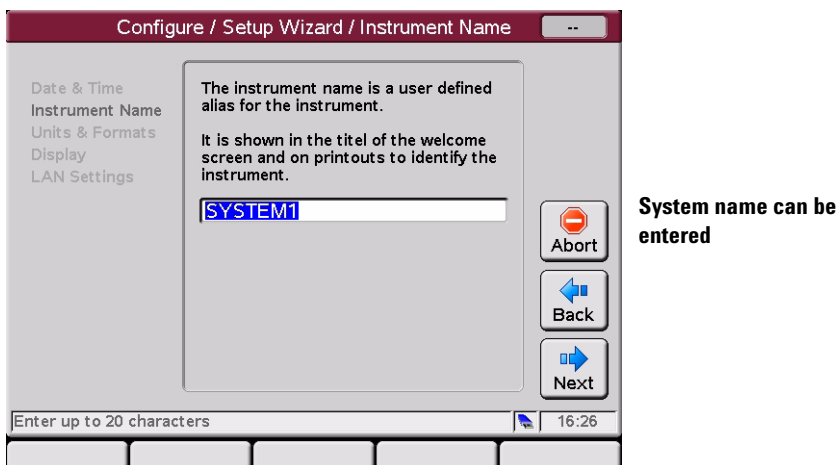 Configure / Setup Wizard / Instrument Name
--
Date & Time
Instrument Name
Units & Formats
Display
LAN Settings
The instrument name is a user defined
alias for the instrument.
It is shown in the titel of the welcome
screen and on printouts to identify the
instrument.
SYSTEM1
Abort
Back
Next
Enter up to 20 characters
16:26
System name can be
entered